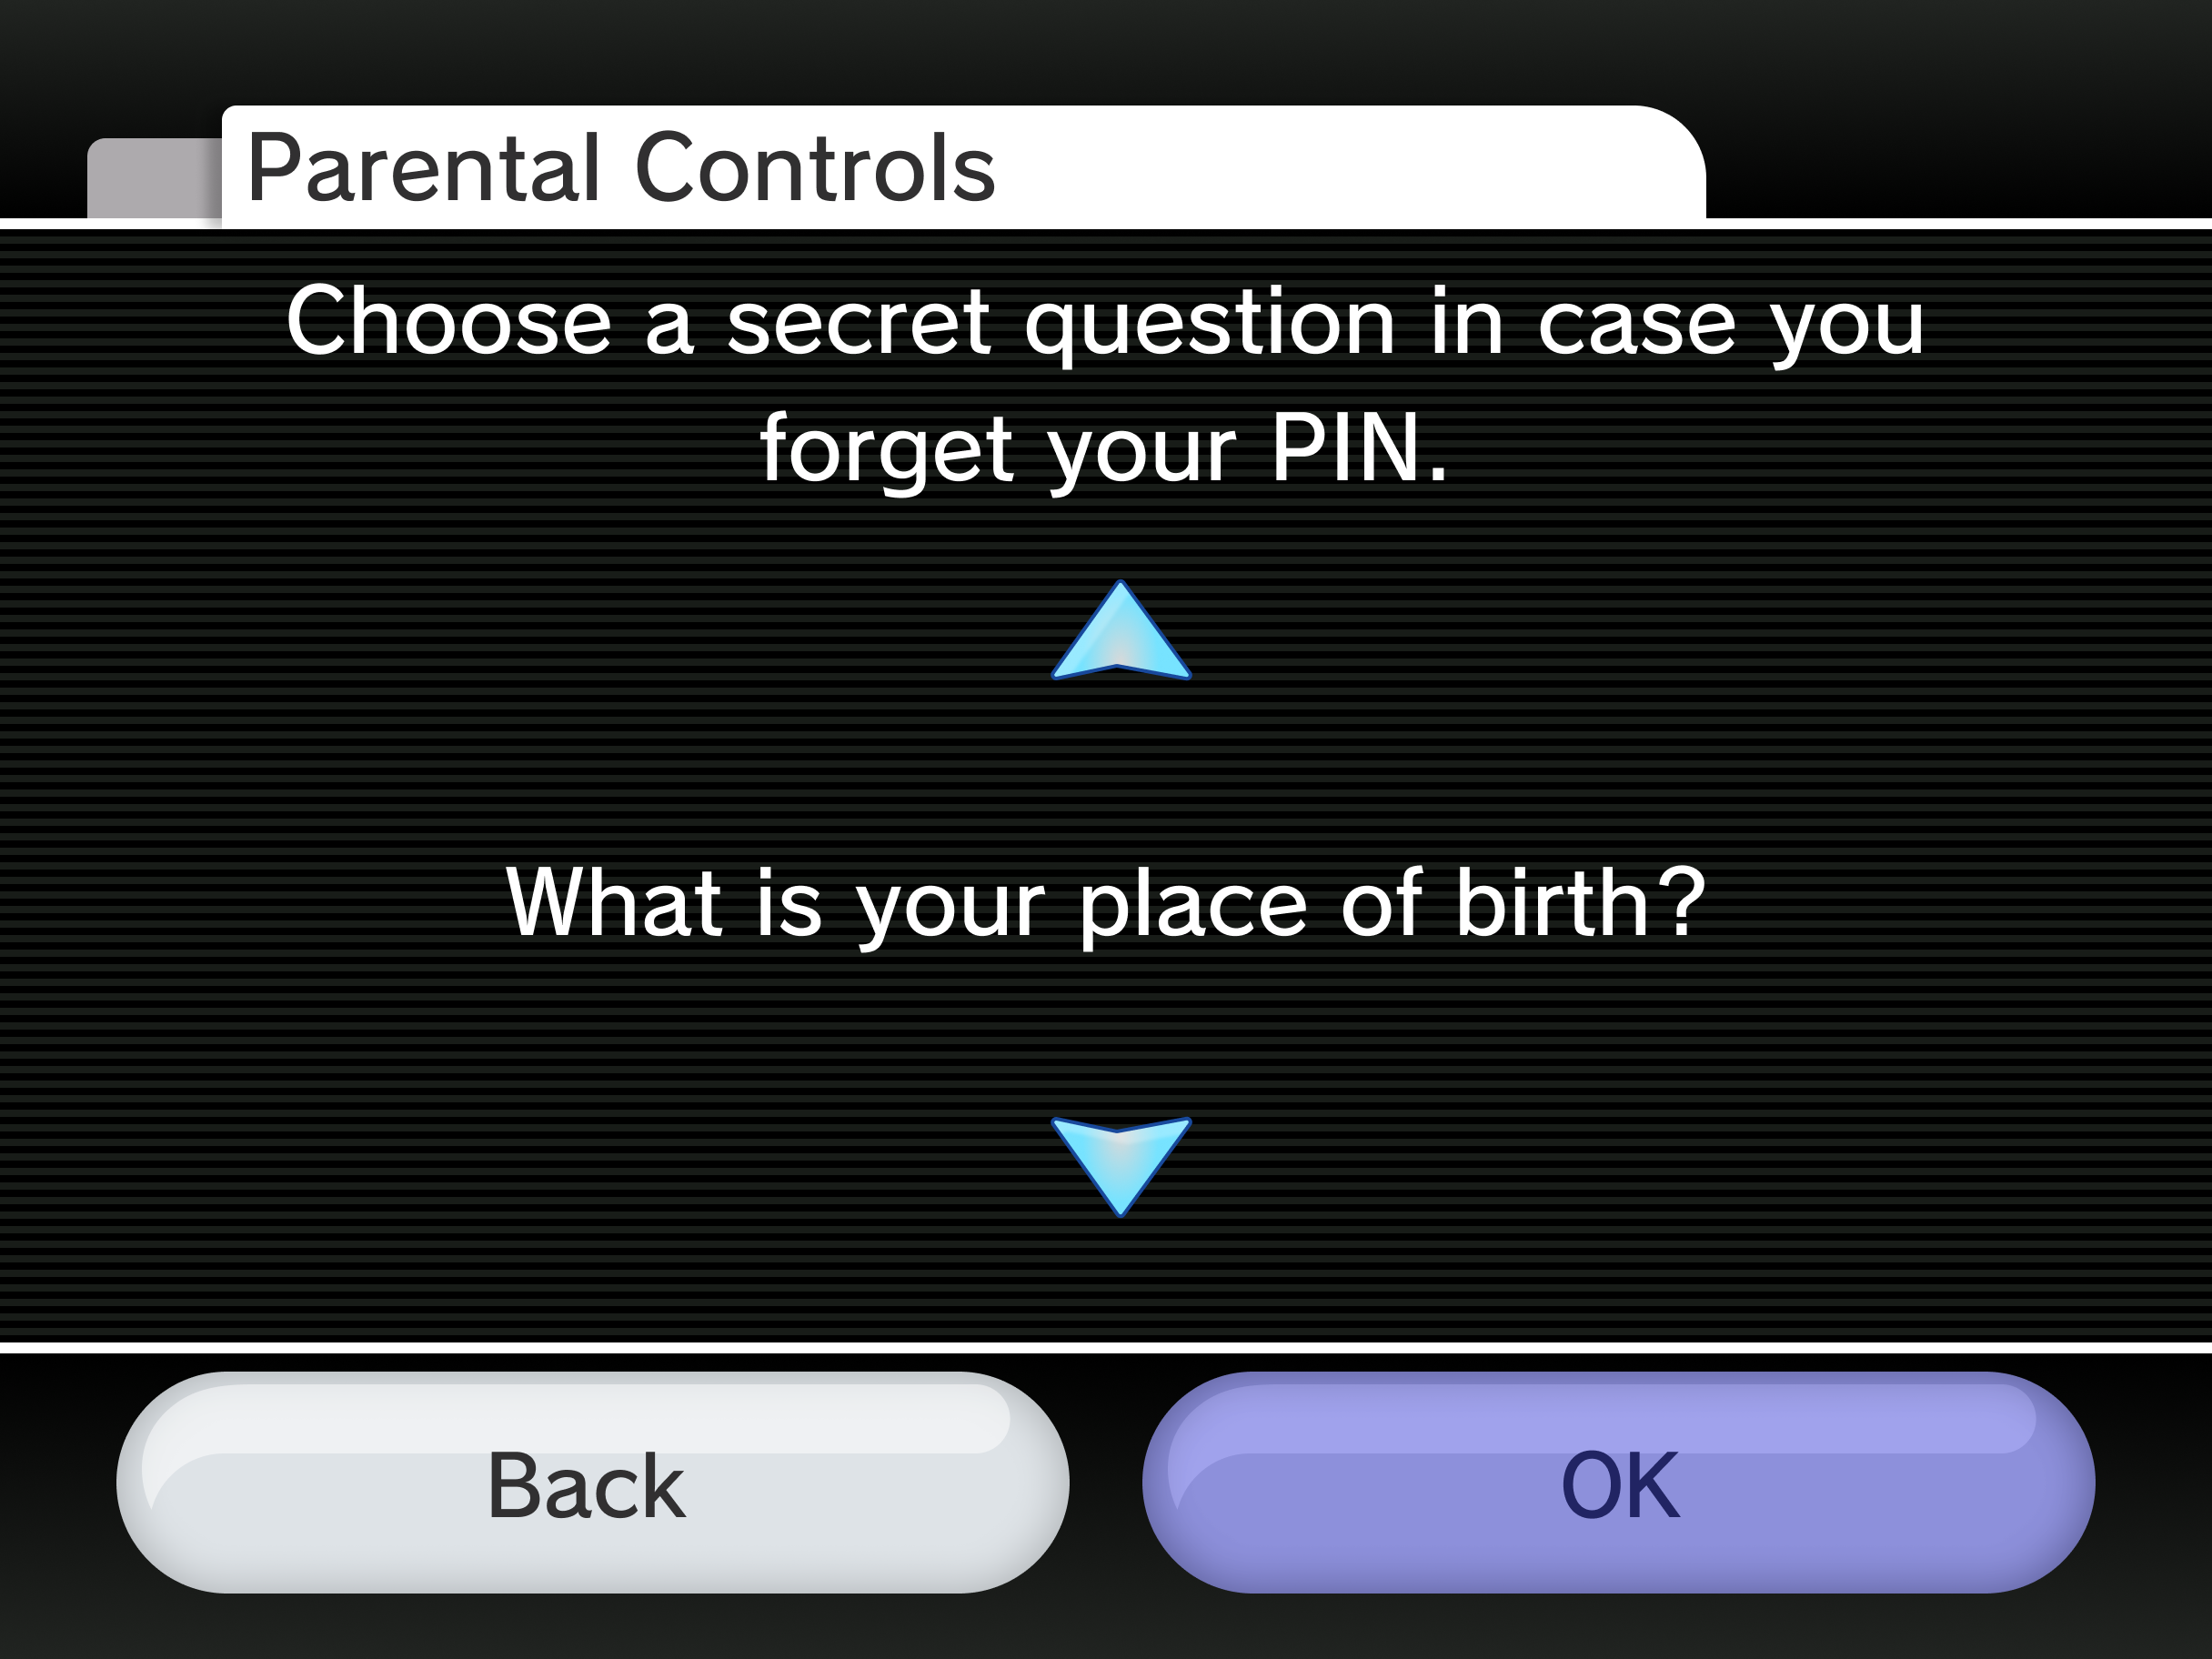 Parental Controls
Choose a secret question in case you
forget your PIN.
What is your place of birth?
Back
OK